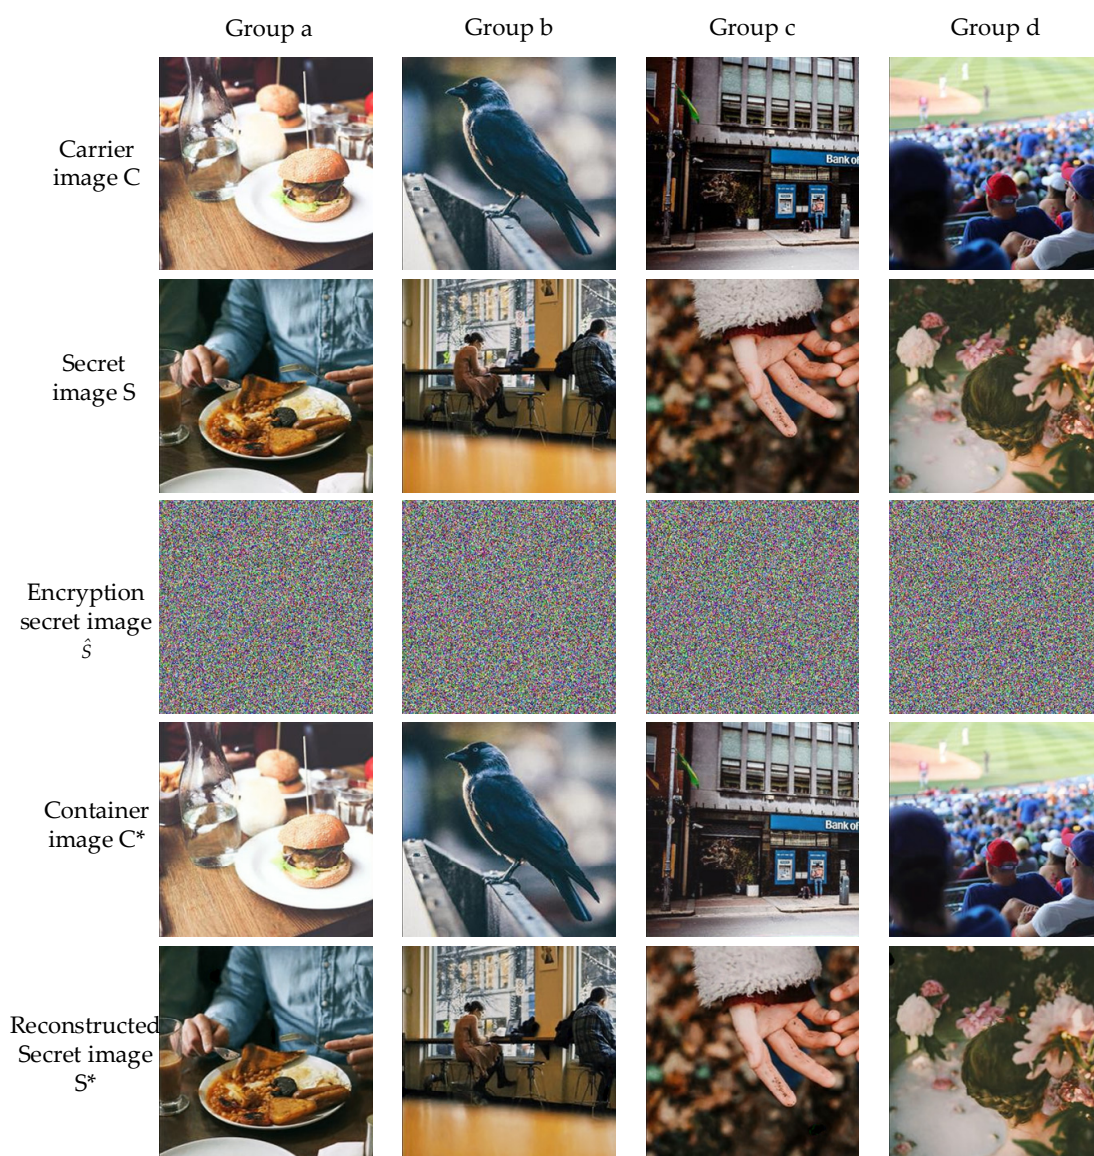 Group a
Group b
Group c
Group d
Carrier
image C
Bank of
Secret
image S
Encryption
secret image
ŝ
Container
image C*
Bank of
Reconstructed
Secret image
S*